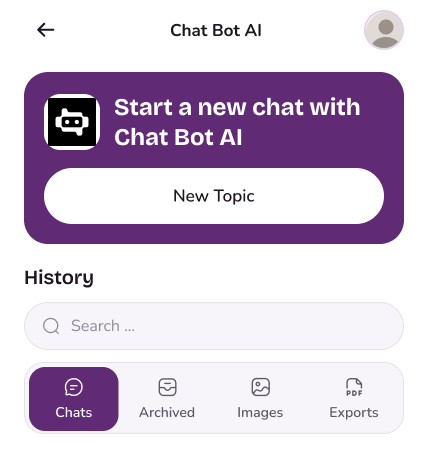 Chat Bot AI
Start a new chat with
Chat Bot AI
New Topic
History
Search ...
Chats
Archived
Images
PDF
Exports